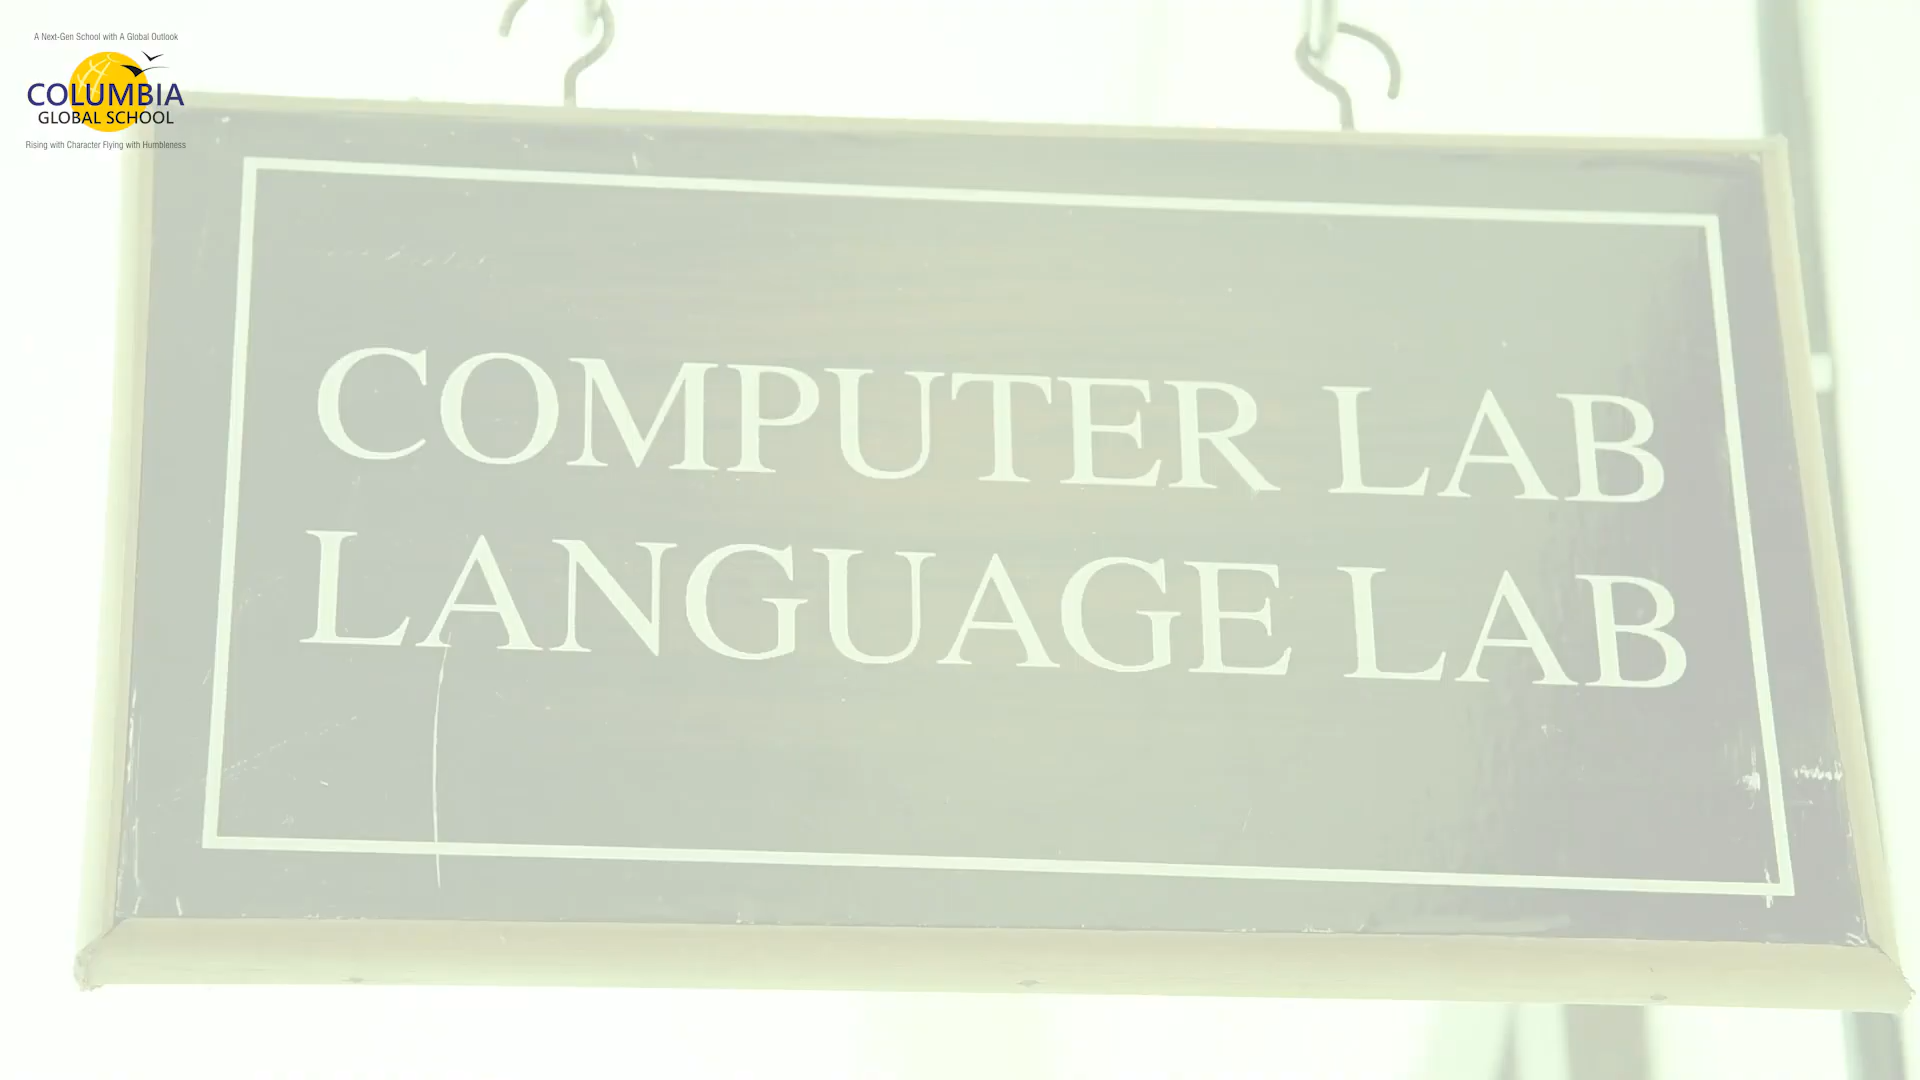 A Next-Gen School with A Global Outlook
COLUMBIA
GLOBAL SCHOOL
Rising with Character Flying with Humbleness
COMPUTER LAB
LANGUAGE LAB